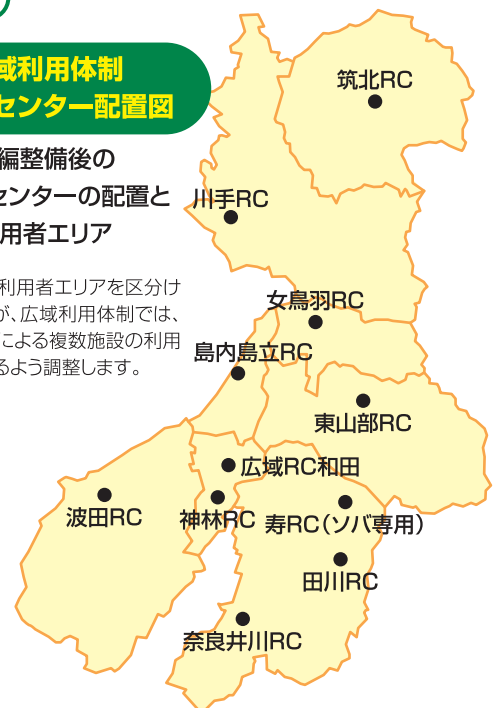 域利用体制
センター配置図
編整備後の
センターの配置と
用者エリア
利用者エリアを区分け
が、広域利用体制では、
による複数施設の利用
るよう調整します。
筑北RC
川手RC
女鳥羽RC
島内島立RC
東山部RC
広域RC和田
波田RC
神林RC
寿RC（ソバ専用）
田川RC
奈良井川RC